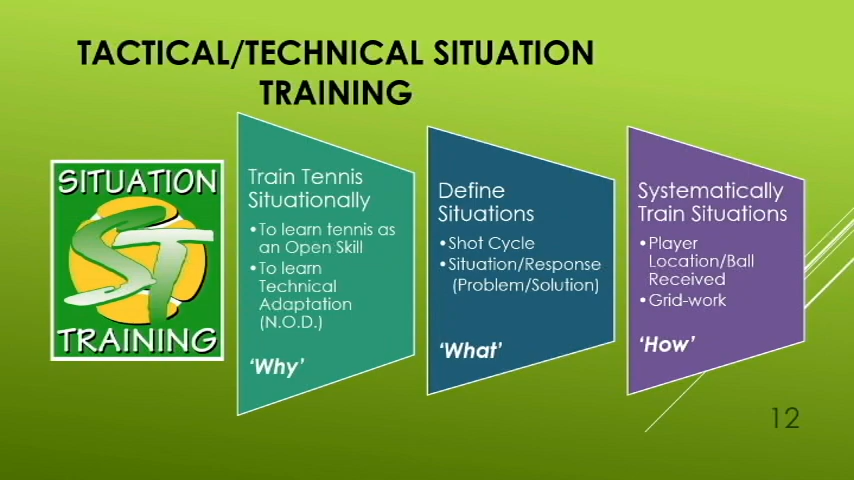 TACTICAL/TECHNICAL SITUATION
TRAINING
SITUATION
ST
TRAINING
Train Tennis
Situationally
•To learn tennis as
an Open Skill
•To learn
Technical
Adaptation
(N.O.D.)
‘Why’
Define
Situations
•Shot Cycle
•Situation/Response
(Problem/Solution)
‘What’
Systematically
Train Situations
•Player
Location/Ball
Received
•Grid-work
‘How’
12